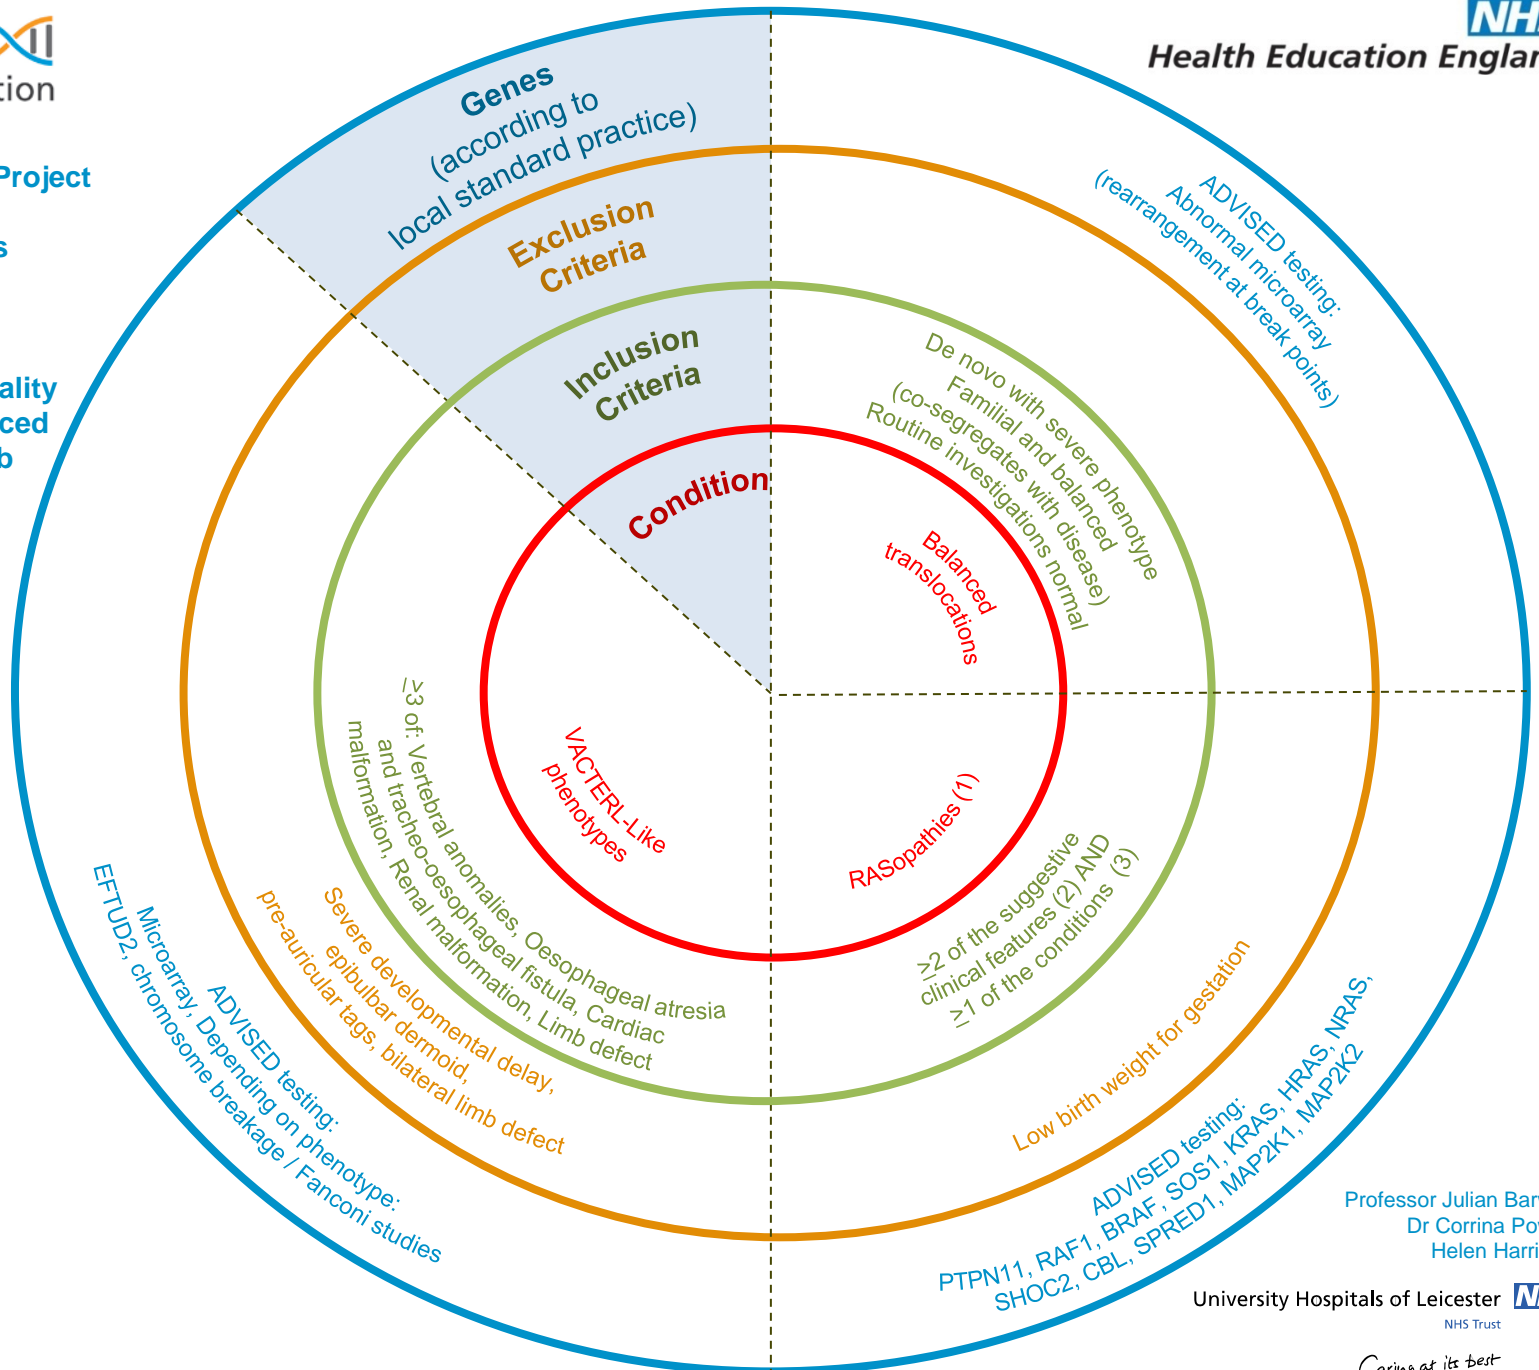 Health Education
Project
Genes
(according to
local standard practice)
Exclusion
Criteria
Inclusion
Criteria
Condition
ADVISED testing:
Abnormal microarray
(rearrangement at break points)
De novo with severe phenotype
Familial and balanced
(co-segregates with disease)
Routine investigations normal
Balanced
translocations
RASopathies (1)
≥2 of the suggestive
clinical features (2) AND
≥1 of the conditions (3)
Low birth weight for gestation
ADVISED testing:
PTPN11, RAF1, BRAF, SOS1, KRAS, HRAS, NRAS,
SHOC2, CBL, SPRED1, MAP2K1, MAP2K2
VACTERL-Like
phenotypes
≥3 of: Vertebral anomalies, Oesophageal atresia
and tracheo-oesophageal fistula, Cardiac
malformation, Renal malformation, Limb defect
Severe developmental delay,
epibulbar dermoid,
pre-auricular tags, bilateral limb defect
ADVISED testing:
Microarray, Depending on phenotype:
EFTUD2, chromosome breakage / Fanconi studies
Professor Julian
Dr Corrina
Helen
University Hospitals of Leicester
NHS Trust
Caring at its best